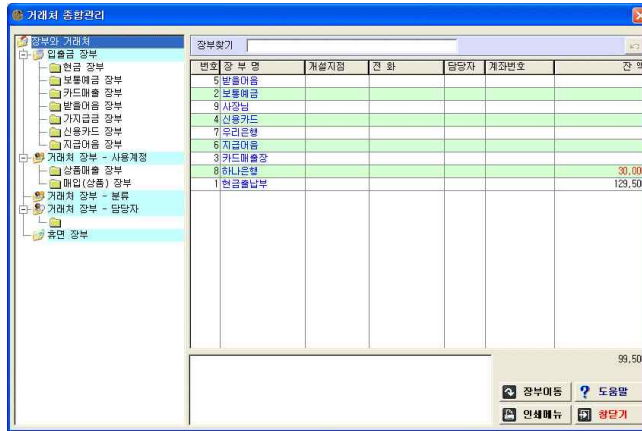 거래처 종합관리
장부와 거래처
입출금 장부
현금 장부
보통예금 장부
카드매출 장부
받을어음 장부
가지급금 장부
신용카드 장부
지급어음 장부
거래처 장부 - 사용계정
상품매출 장부
매입(상품) 장부
거래처 장부 - 분류
거래처 장부 - 담당자
휴면 장부
장부찾기
번호 장 부 명 개설지점 전 화 담당자 계좌번호 잔
5 받을어음
2 보통예금
9 사장님
4 신용카드
7 우리은행
6 지급어음
3 카드매출장
8 하나은행 30,00
1 현금출납부 129,50
99,50
장부이동 ? 도움말
인쇄메뉴 창닫기